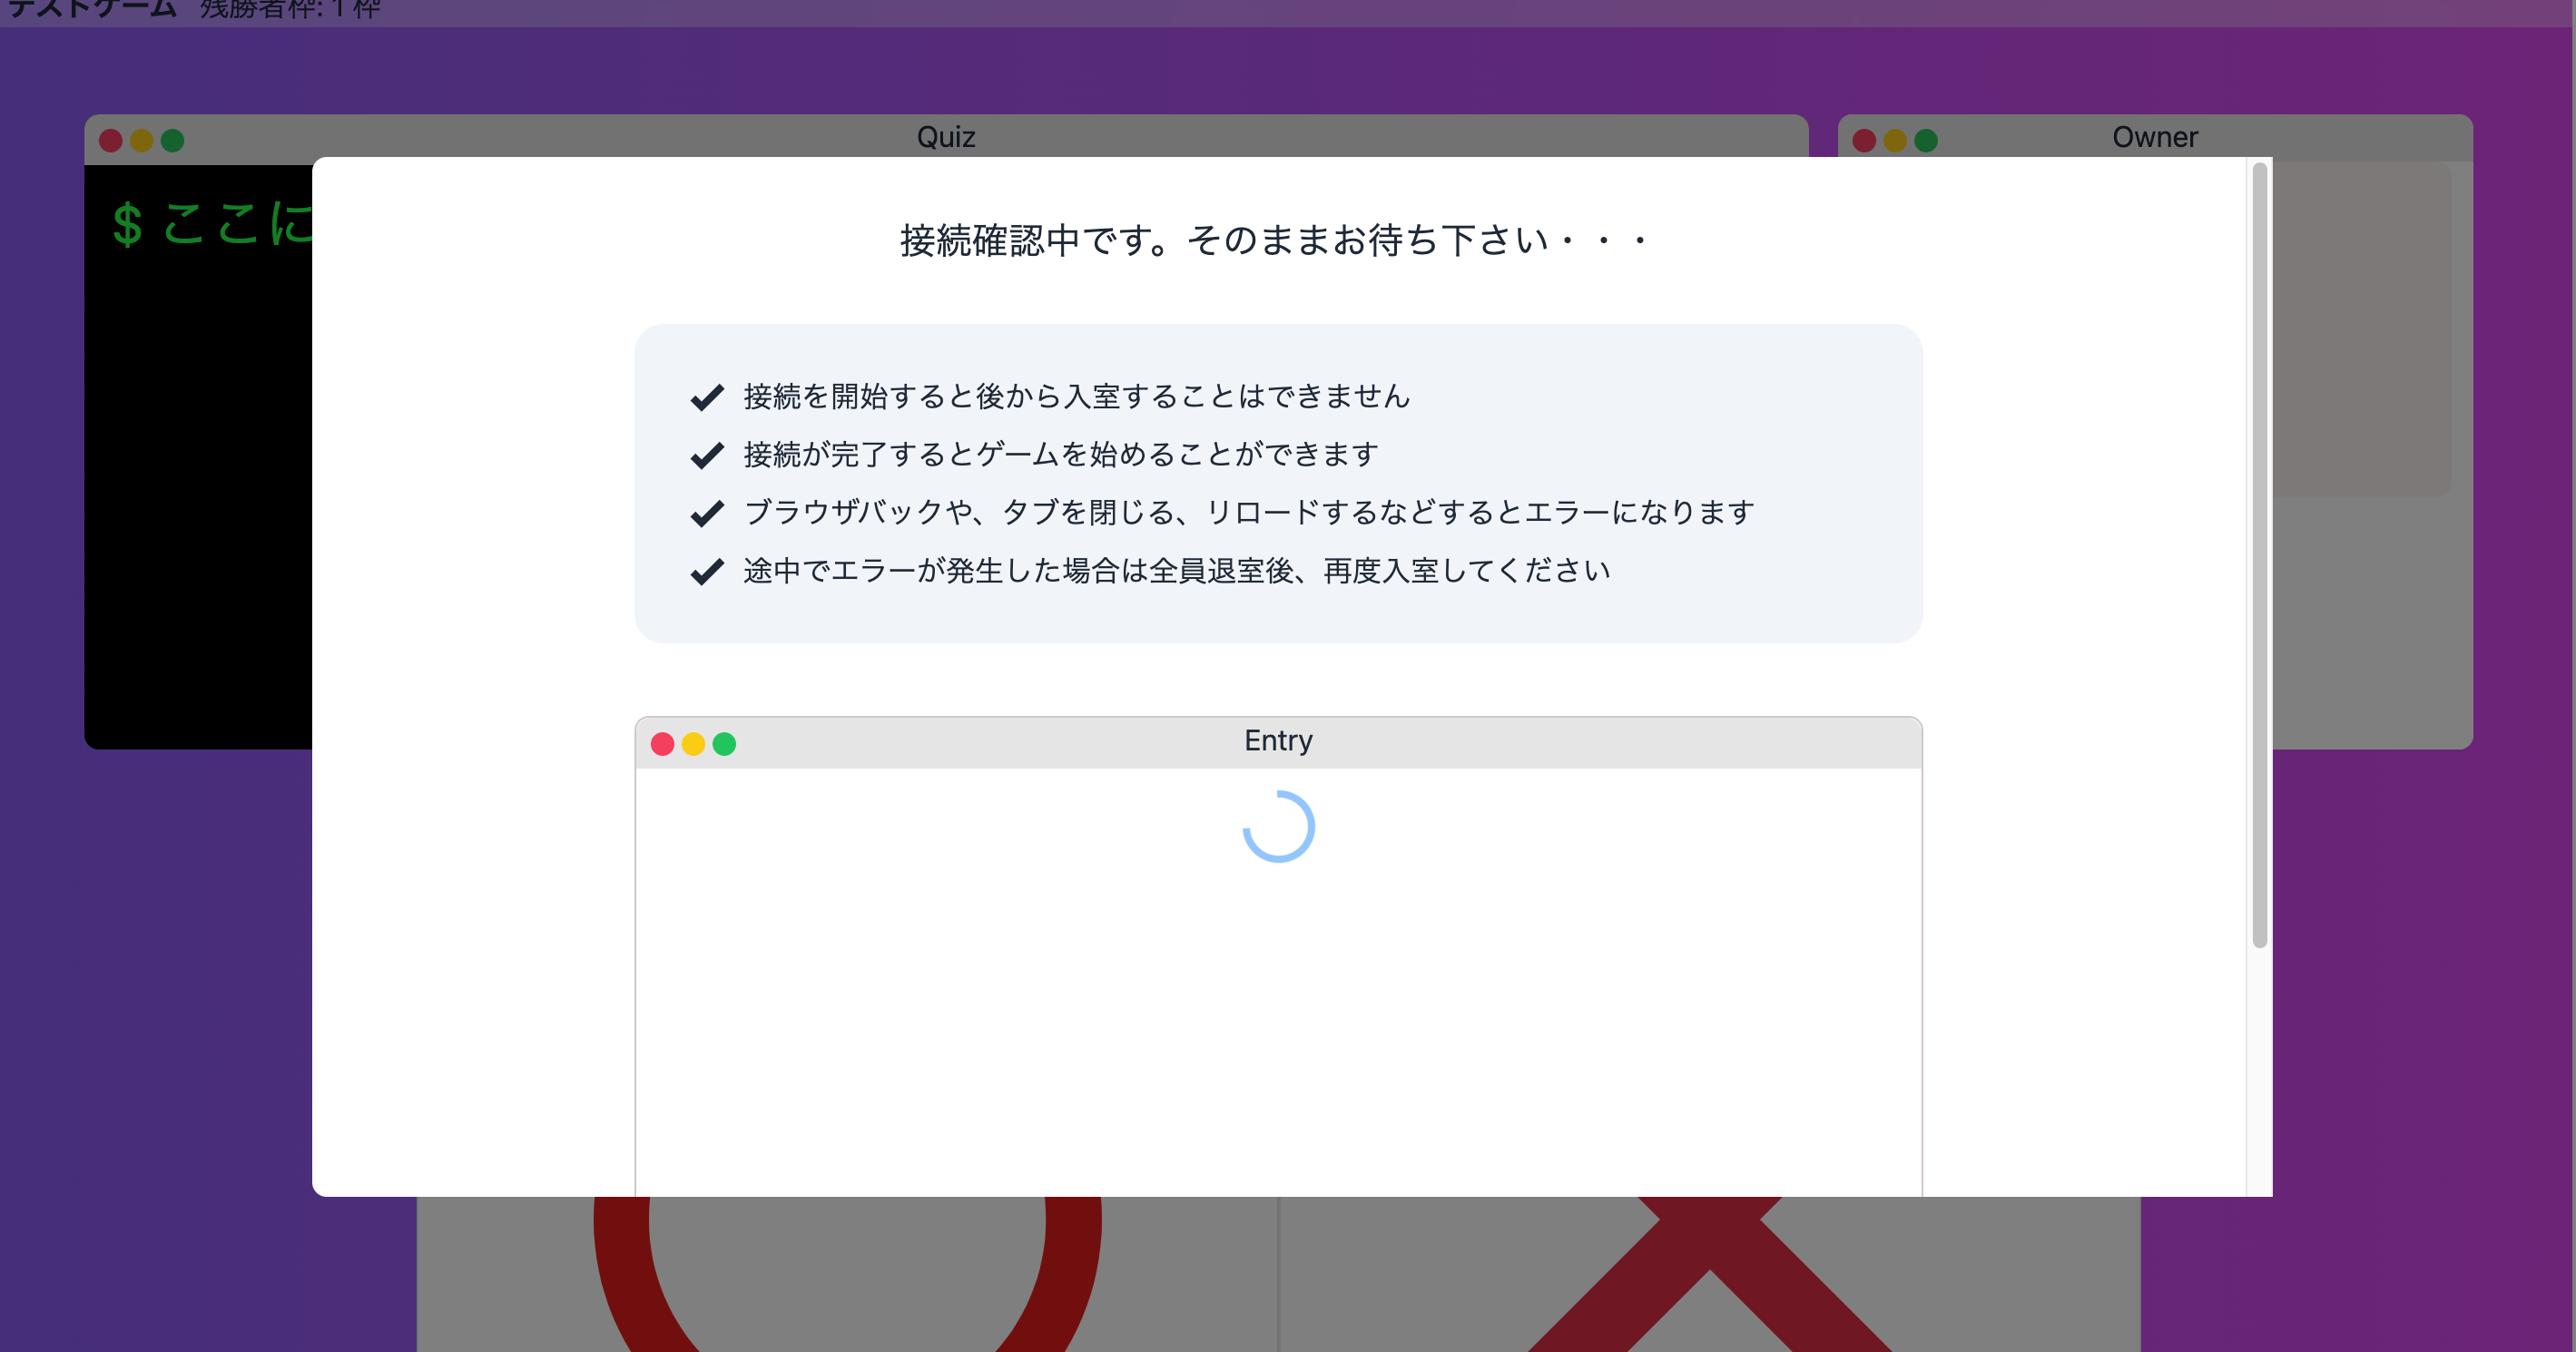 テストゲーム 残勝者枠: 1 枠
Quiz
Owner
$ ここに
接続確認中です。そのままお待ち下さい・・・
接続を開始すると後から入室することはできません
接続が完了するとゲームを始めることができます
ブラウザバックや、タブを閉じる、リロードするなどするとエラーになります
途中でエラーが発生した場合は全員退室後、再度入室してください
Entry